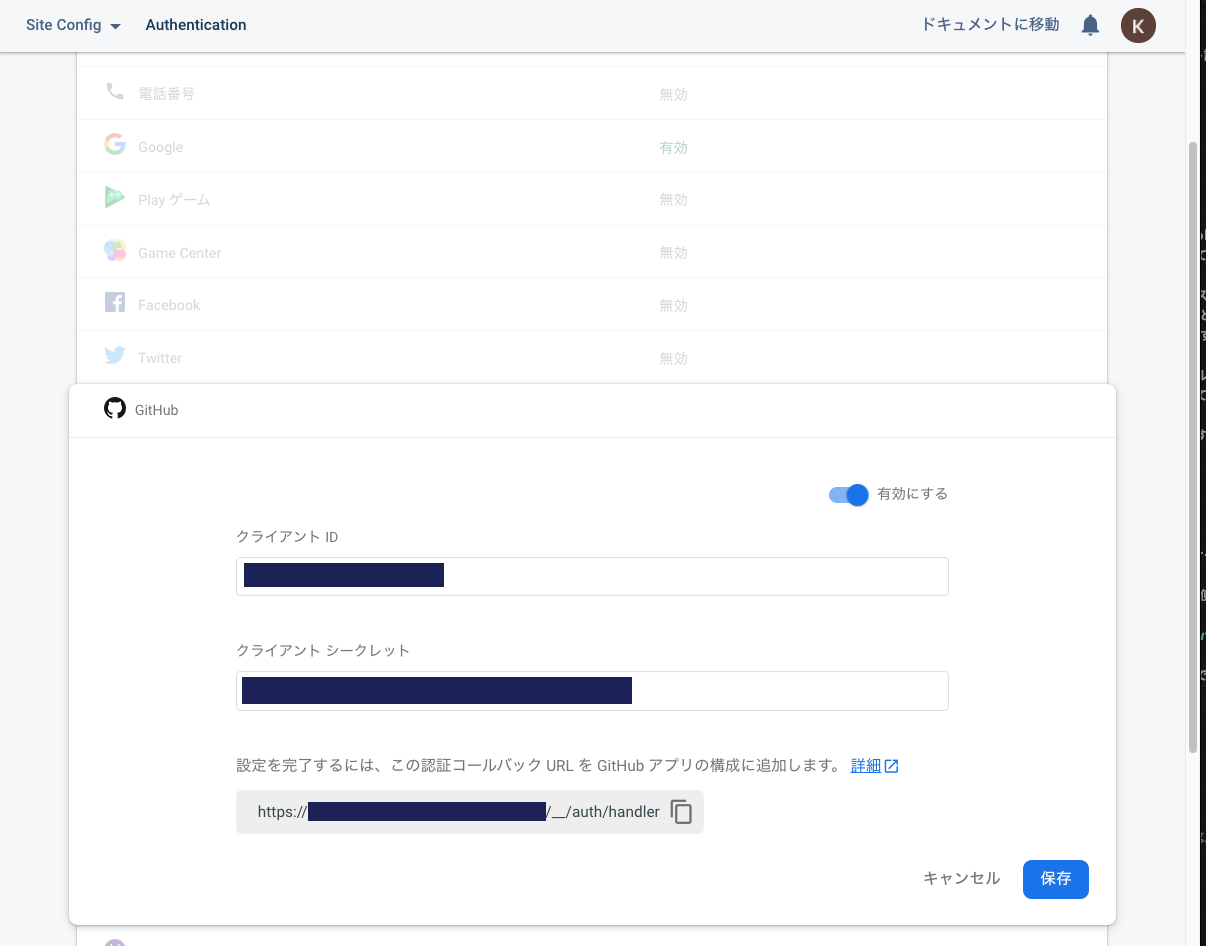 Site Config Authentication ドキュメントに移動 K
電話番号 無効
Google 有効
Play ゲーム 無効
Game Center 無効
Facebook 無効
Twitter 無効
GitHub
有効にする
クライアント ID
クライアント シークレット
設定を完了するには、この認証コールバック URL を GitHub アプリの構成に追加します。 詳細
https:// /__/auth/handler
キャンセル 保存